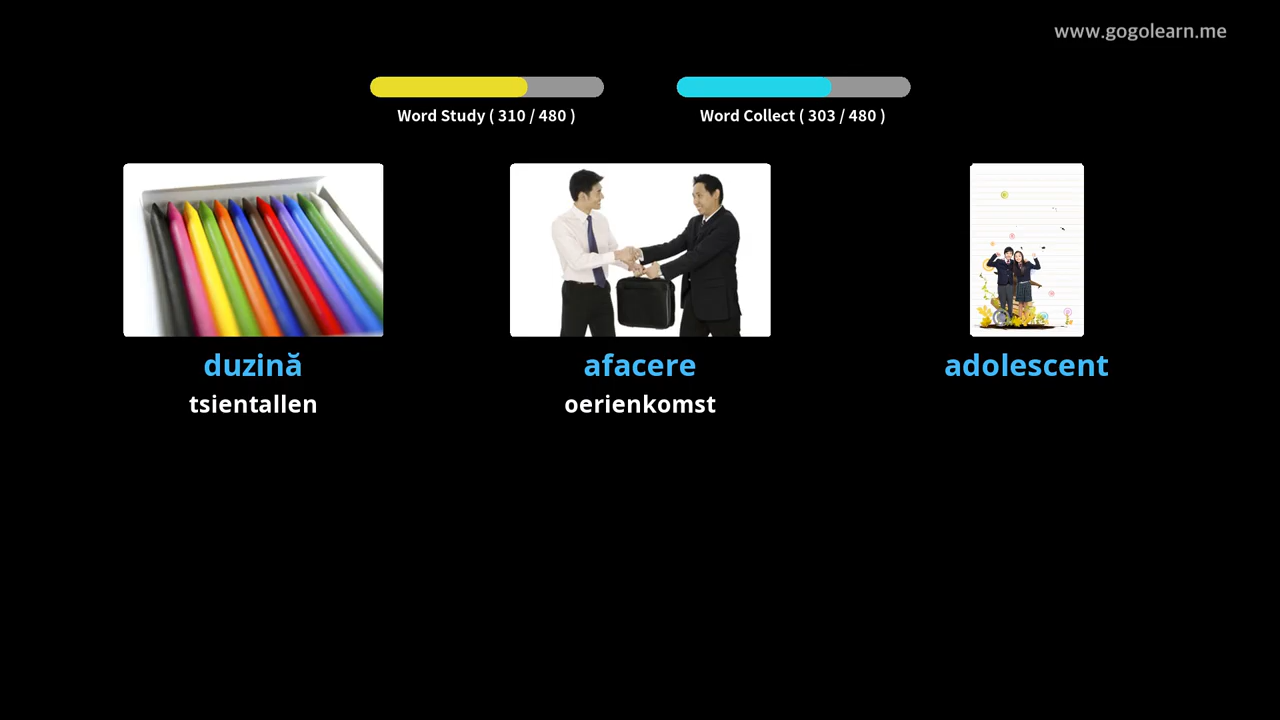 www.gogolearn.me
Word Study ( 310 / 480 )
Word Collect ( 303 / 480 )
duzină
afacere
adolescent
tsientallen
oerienkomst